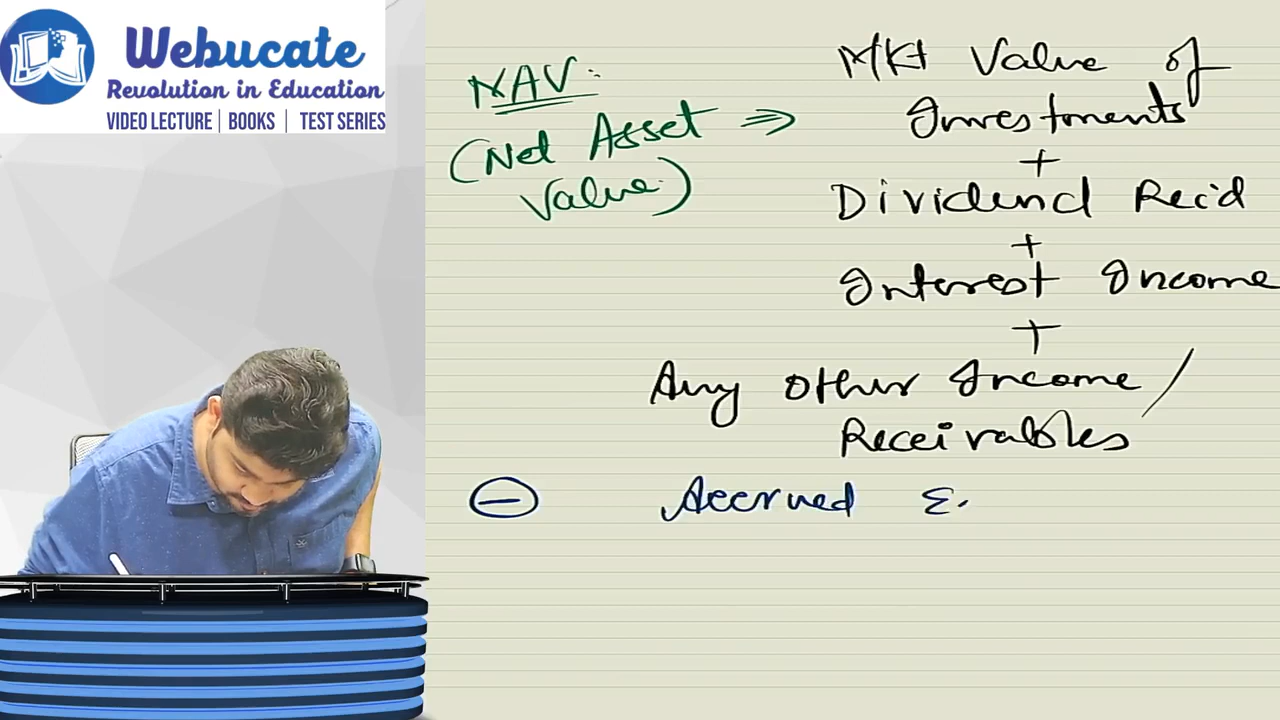 Webucate
Revolution in Education
VIDEO LECTURE | BOOKS | TEST SERIES
NAV:
(Net Asset
Value)
⇒
Mkt Value of
Investments
+
Dividend Rec'd
+
Interest Income
+
Any other Income /
Receivables
⊖ Accrued E.